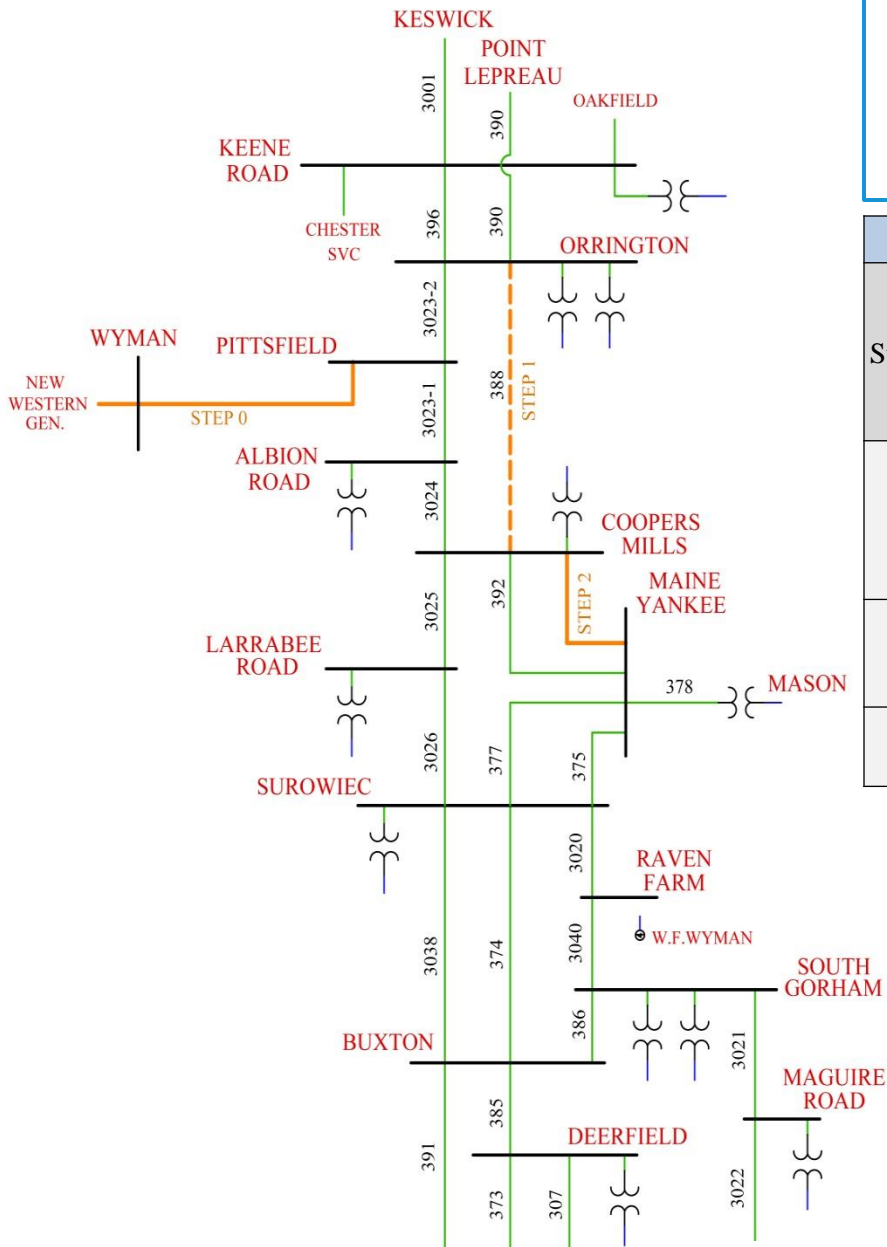 KESWICK
POINT
LEPREAU
3001
390
OAKFIELD
KEENE
ROAD
CHESTER
SVC
396
390
ORRINGTON
3023-2
WYMAN
PITTSFIELD
NEW
WESTERN
GEN.
STEP 0
3023-1
388
STEP 1
ALBION
ROAD
3024
COOPERS
MILLS
3025
392
STEP 2
MAINE
YANKEE
LARRABEE
ROAD
378
MASON
3026
377
375
SUROWIEC
3020
RAVEN
FARM
W.F.WYMAN
3038
374
3040
SOUTH
GORHAM
386
3021
BUXTON
385
MAGUIRE
ROAD
DEERFIELD
391
373
307
3022
S